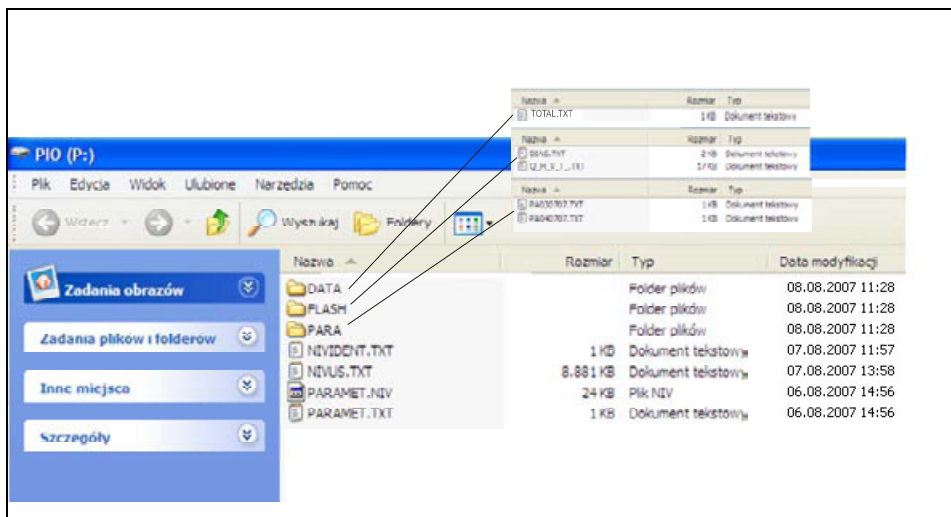 Nazwa Rozmiar Typ
TOTAL.TXT 1 KB Dokument tekstowy
Nazwa Rozmiar Typ
2 KB Dokument tekstowy
17 KB Dokument tekstowy
PIO (P:)
Nazwa Rozmiar Typ
PA030707.TXT 1 KB Dokument tekstowy
PA040707.TXT 1 KB Dokument tekstowy
Plik Edycja Widok Ulubione Narzędzia Pomoc
Wstecz Wyszukaj Foldery
Nazwa Rozmiar Typ Data modyfikacji
Zadania obrazów
DATA Folder plików 08.08.2007 11:28
FLASH Folder plików 08.08.2007 11:28
PARA Folder plików 08.08.2007 11:28
Zadania plików i folderów
NIVIDENT.TXT 1 KB Dokument tekstowy 07.08.2007 11:57
NIVUS.TXT 8.881 KB Dokument tekstowy 07.08.2007 13:58
Inne miejsca
PARAMET.NIV 24 KB Plik NIV 06.08.2007 14:56
PARAMET.TXT 1 KB Dokument tekstowy 06.08.2007 14:56
Szczegóły